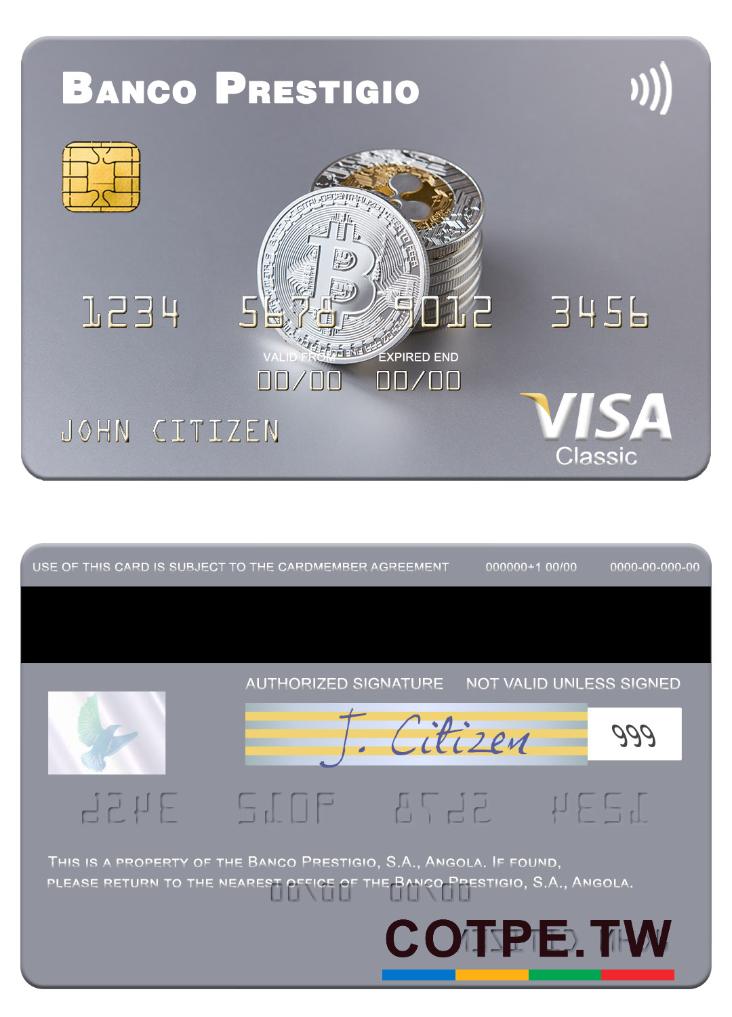 BANCO PRESTIGIO
1234 5678 9012 3456
VALID FROM EXPIRED END
00/00 00/00
JOHN CITIZEN
VISA
Classic
USE OF THIS CARD IS SUBJECT TO THE CARDMEMBER AGREEMENT 000000+1 00/00 0000-00-000-00
AUTHORIZED SIGNATURE NOT VALID UNLESS SIGNED
J. Citizen 999
THIS IS A PROPERTY OF THE BANCO PRESTIGIO, S.A., ANGOLA. IF FOUND,
PLEASE RETURN TO THE NEAREST OFFICE OF THE BANCO PRESTIGIO, S.A., ANGOLA.
COTPE.TW